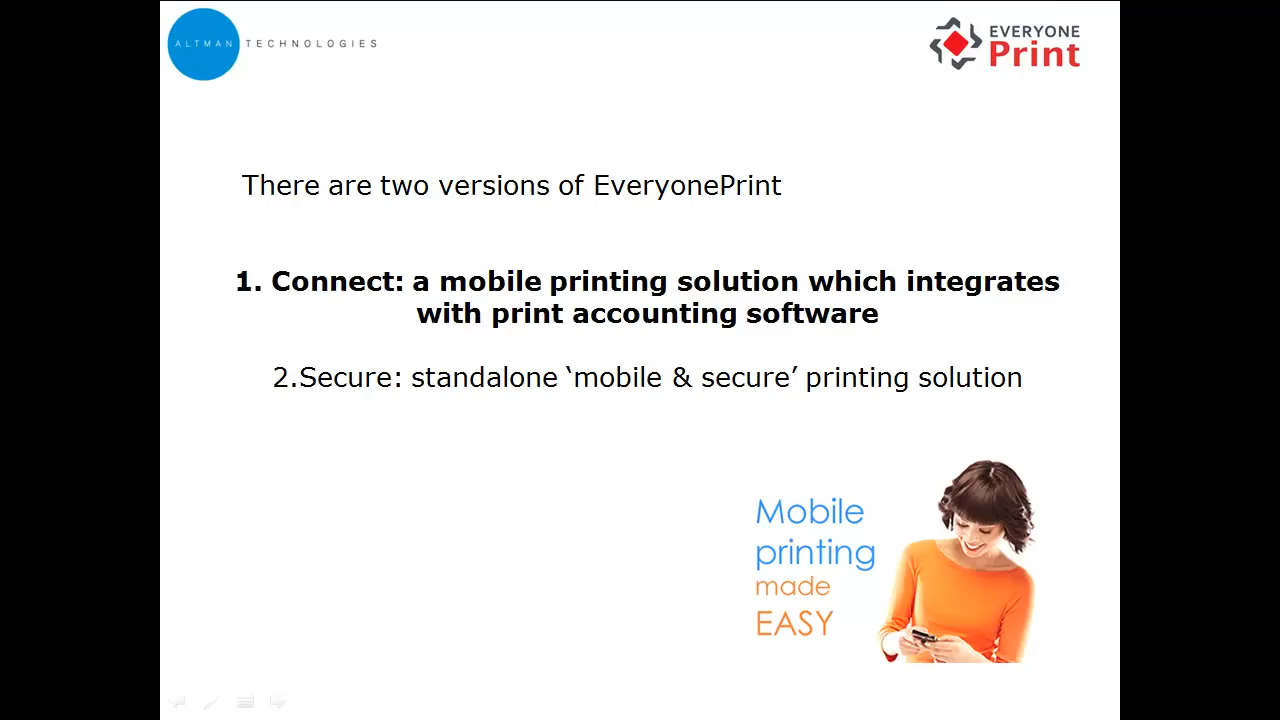 ALTMAN TECHNOLOGIES
EVERYONE
Print
There are two versions of EveryonePrint
1. Connect: a mobile printing solution which integrates
with print accounting software
2.Secure: standalone ‘mobile & secure’ printing solution
Mobile
printing
made
EASY